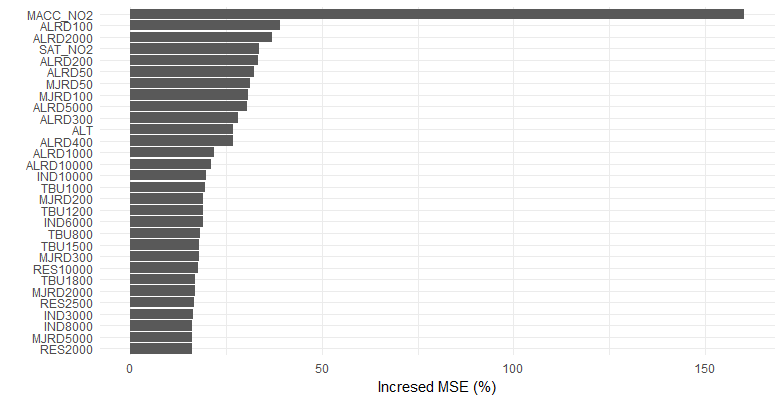 MACC_NO2
ALRD100
ALRD2000
SAT_NO2
ALRD200
ALRD50
MJRD50
MJRD100
ALRD5000
ALRD300
ALT
ALRD400
ALRD1000
ALRD10000
IND10000
TBU1000
MJRD200
TBU1200
IND6000
TBU800
TBU1500
MJRD300
RES10000
TBU1800
MJRD2000
RES2500
IND3000
IND8000
MJRD5000
RES2000
0 50 100 150
Incresed MSE (%)